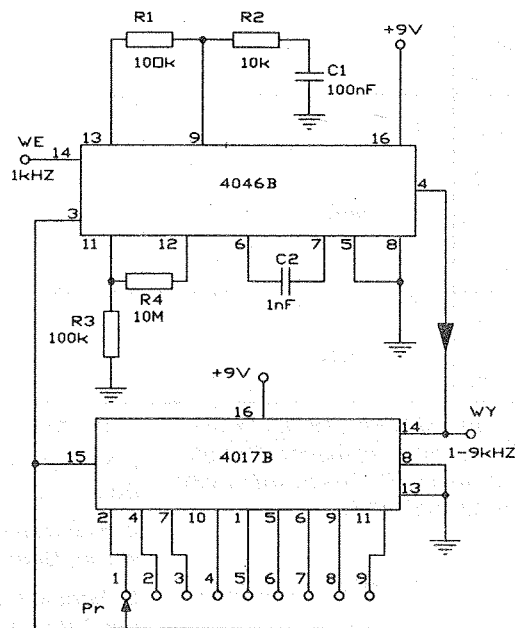 R1 R2 +9V
100k 10k C1
100nF
WE 13 9 16
14
1kHZ 4046B 4
3
11 12 6 7 5 8
C2
R4 1nF
R3 10M
100k
+9V
16 WY
14
15 4017B 8 1-9kHZ
13
2 4 7 10 1 5 6 9 11
1 2 3 4 5 6 7 8 9
Pr